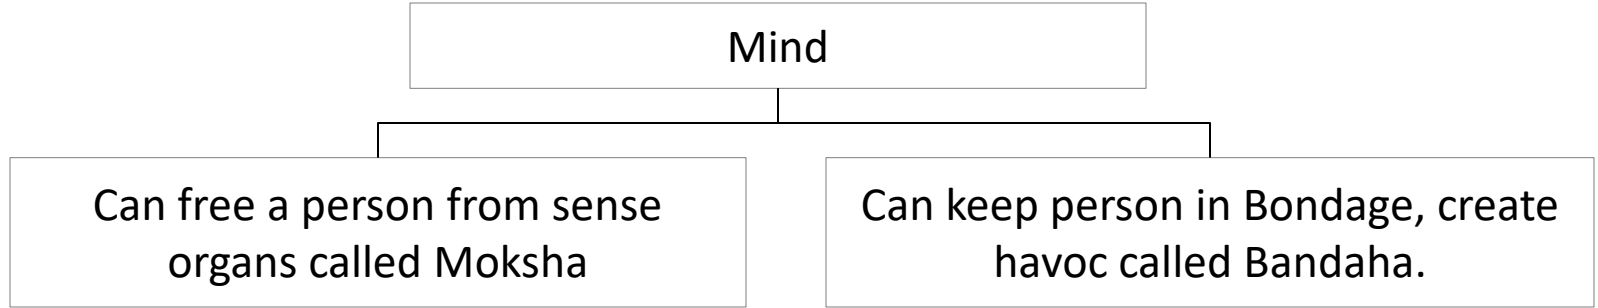 Mind
Can free a person from sense
organs called Moksha
Can keep person in Bondage, create
havoc called Bandaha.